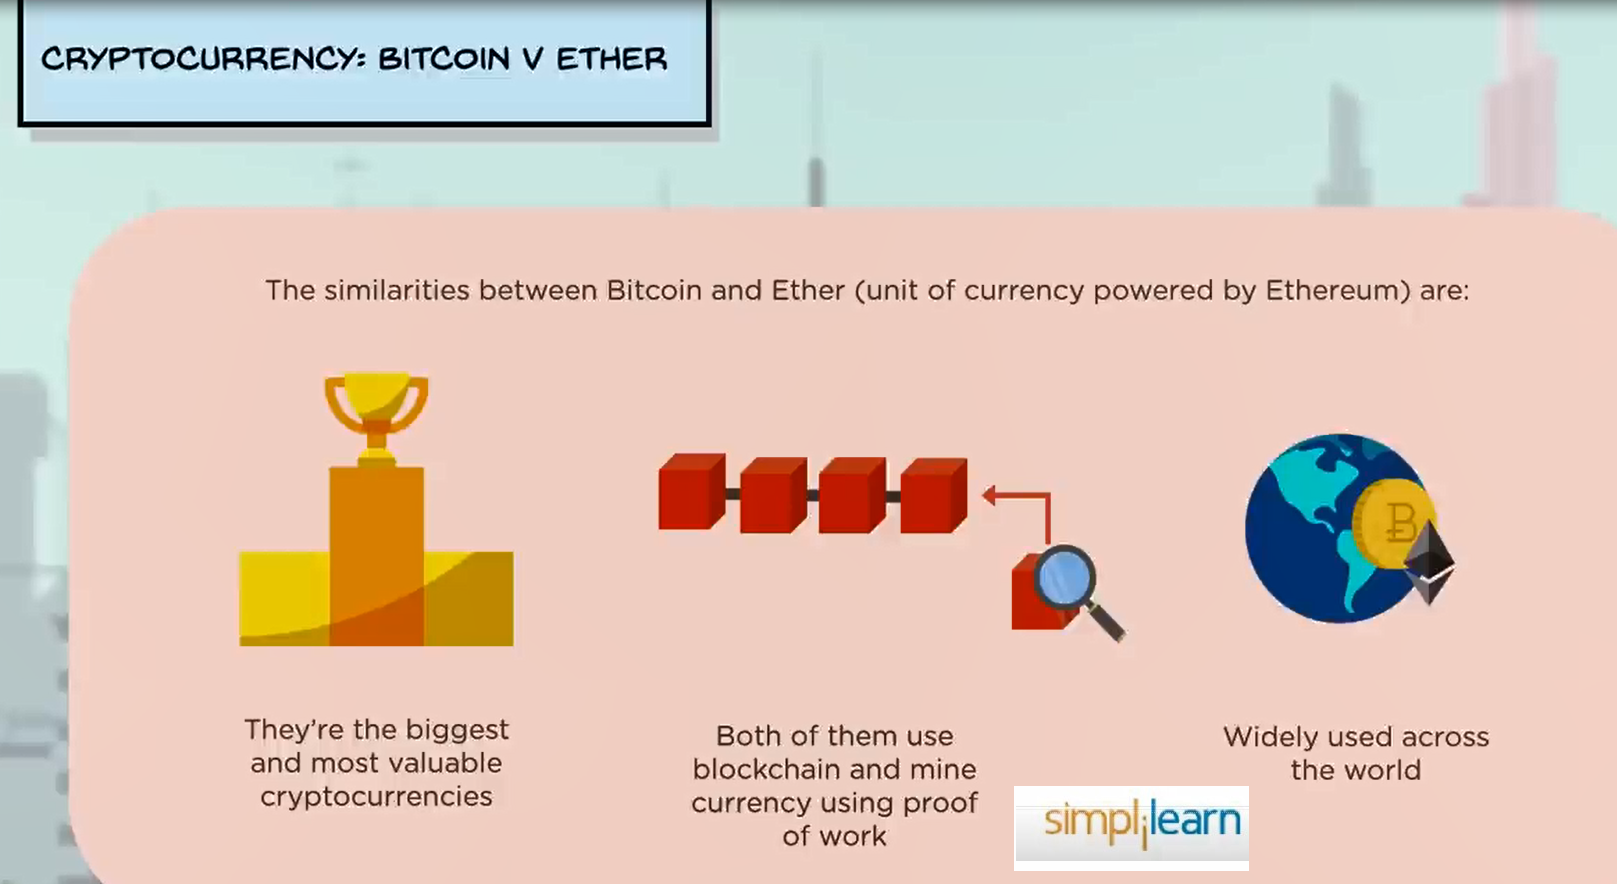 CRYPTOCURRENCY: BITCOIN V ETHER
The similarities between Bitcoin and Ether (unit of currency powered by Ethereum) are:
They're the biggest
and most valuable
cryptocurrencies
Both of them use
blockchain and mine
currency using proof
of work
Widely used across
the world
simplilearn